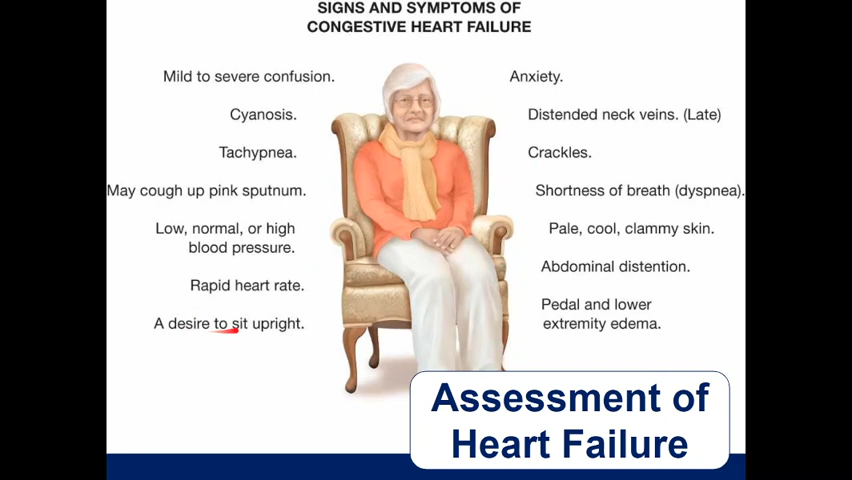 SIGNS AND SYMPTOMS OF
CONGESTIVE HEART FAILURE
Mild to severe confusion.
Cyanosis.
Tachypnea.
May cough up pink sputnum.
Low, normal, or high
blood pressure.
Rapid heart rate.
A desire to sit upright.
Anxiety.
Distended neck veins. (Late)
Crackles.
Shortness of breath (dyspnea).
Pale, cool, clammy skin.
Abdominal distention.
Pedal and lower
extremity edema.
Assessment of
Heart Failure